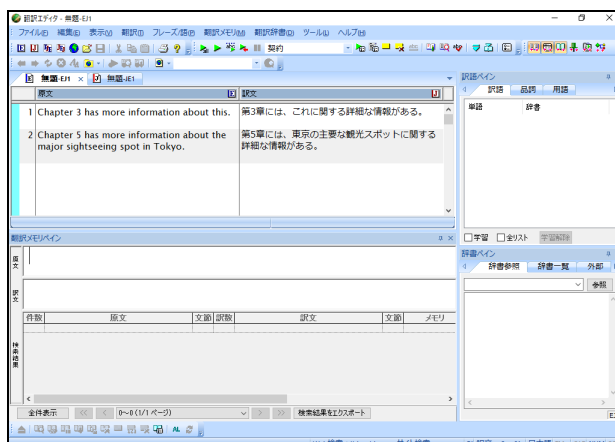 翻訳エディタ - 無題-EJ1
ファイル(F) 編集(E) 表示(V) 翻訳(T) フレーズ/語(P) 翻訳メモリ(M) 翻訳辞書(D) ツール(L) ヘルプ(H)
契約
無題-EJ1 無題-JE1
原文 訳文
1 Chapter 3 has more information about this. 第3章には、これに関する詳細な情報がある。
2 Chapter 5 has more information about the major sightseeing spot in Tokyo. 第5章には、東京の主要な観光スポットに関する
詳細な情報がある。
訳語ペイン
訳語 品詞 用語
単語 辞書
学習 全リスト 学習解除
翻訳メモリペイン
原文
訳文
検索結果
件数 原文 文節 訳数 訳文 文節 メモリ
全件表示 << < 0~0 (1/1 ページ) > >> 検索結果をエクスポート
辞書ペイン
辞書参照 辞書一覧 外部
参照